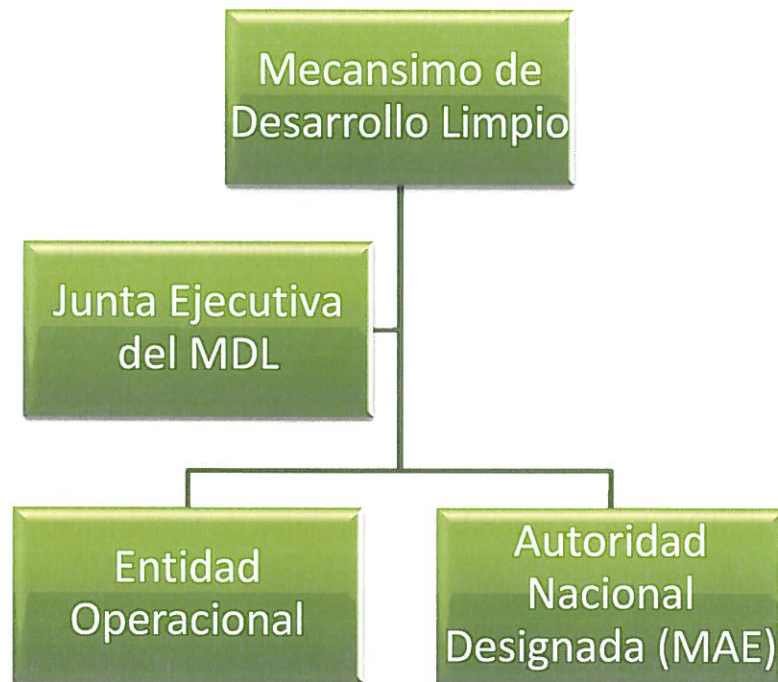 Mecansimo de
Desarrollo Limpio
Junta Ejecutiva
del MDL
Entidad
Operacional
Autoridad
Nacional
Designada (MAE)